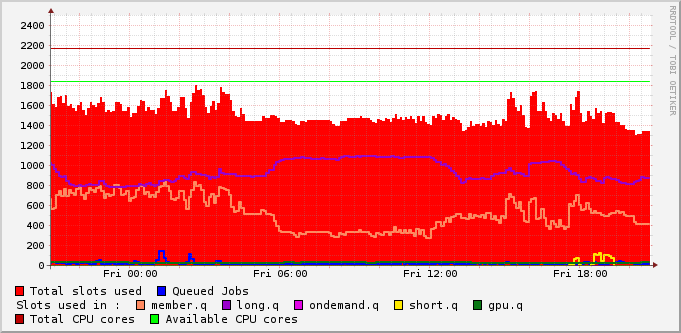 RRDTOOL / TOBI OETIKER
2400
2200
2000
1800
1600
1400
1200
1000
800
600
400
200
0
Fri 00:00 Fri 06:00 Fri 12:00 Fri 18:00
Total slots used Queued Jobs
Slots used in : member.q long.q ondemand.q short.q gpu.q
Total CPU cores Available CPU cores